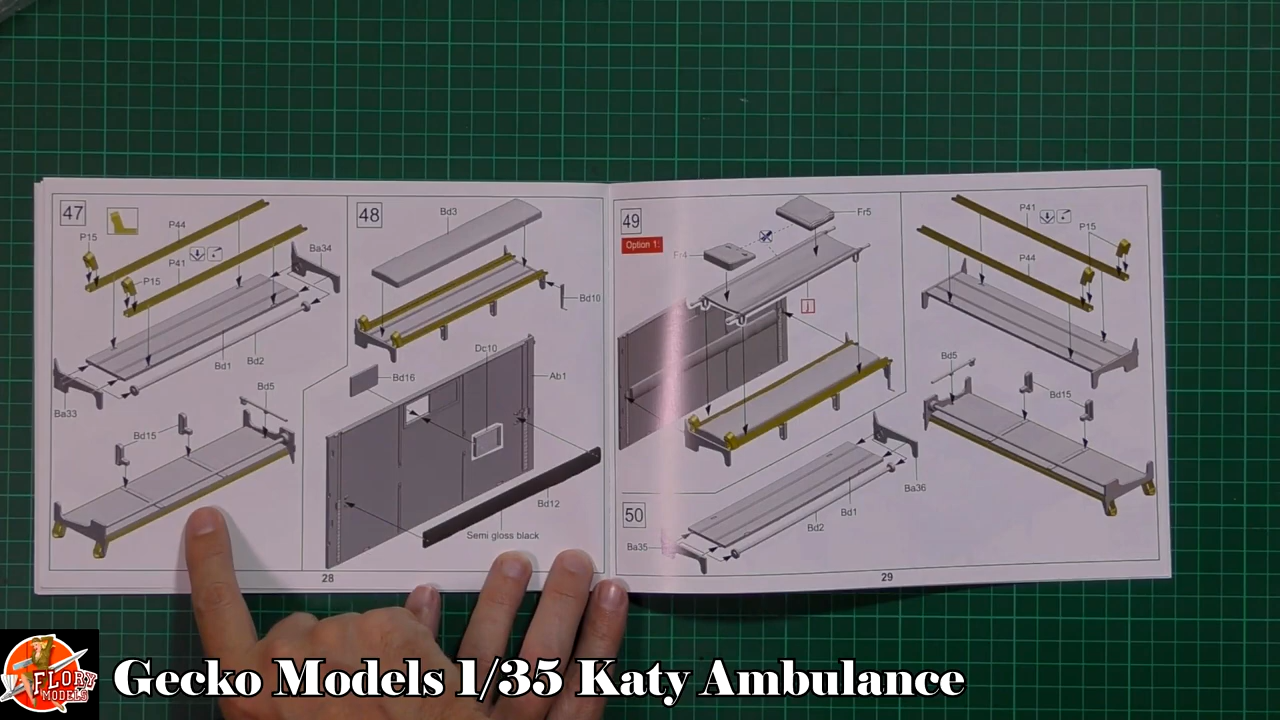 47
P44
P15
P15
P41
Ba34
Bd1
Bd2
Ba33
Bd5
Bd15
48
Bd3
Bd10
Dc10
Bd16
Ab1
Bd12
Semi gloss black
28
49
Option 1:
Fr5
Fr4
j
50
Ba36
Bd1
Bd2
Ba35
P41
P15
P44
Bd5
Bd15
29
FLORY
MODELS
Gecko Models 1/35 Katy Ambulance